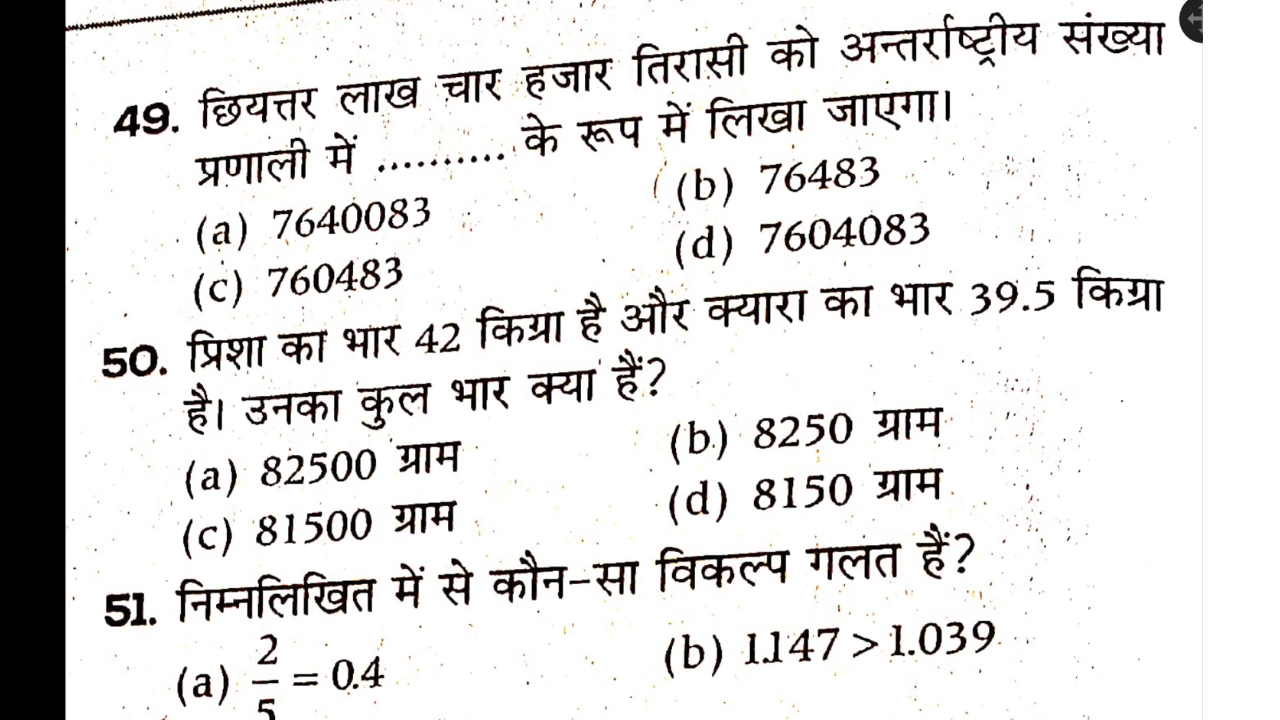 49. छियत्तर लाख चार हजार तिरासी को अन्तर्राष्ट्रीय संख्या
प्रणाली में .......... के रूप में लिखा जाएगा।
(a) 7640083 (b) 76483
(c) 760483 (d) 7604083
50. प्रिशा का भार 42 किग्रा है और क्यारा का भार 39.5 किग्रा
है। उनका कुल भार क्या हैं?
(a) 82500 ग्राम (b) 8250 ग्राम
(c) 81500 ग्राम (d) 8150 ग्राम
51. निम्नलिखित में से कौन-सा विकल्प गलत हैं?
(a) 2/5 = 0.4 (b) 1.147 > 1.039